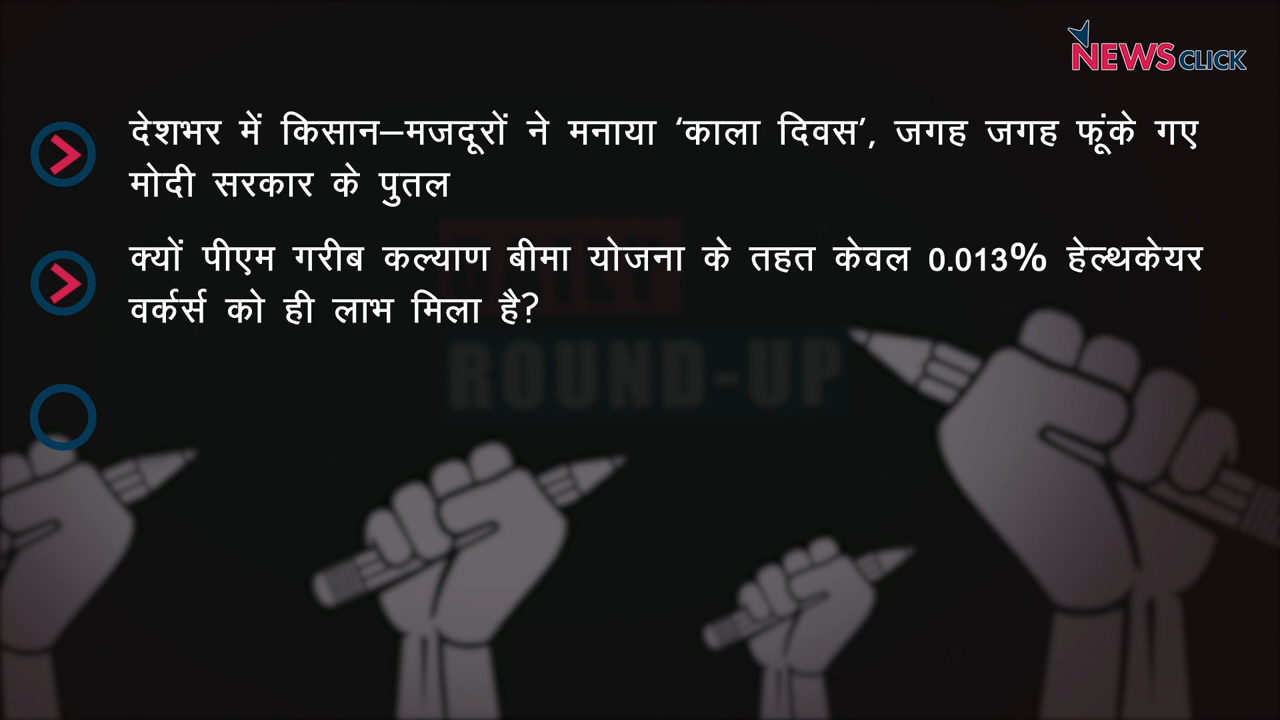 NEWSCLICK
देशभर में किसान–मजदूरों ने मनाया ‘काला दिवस’, जगह जगह फूंके गए
मोदी सरकार के पुतल
क्यों पीएम गरीब कल्याण बीमा योजना के तहत केवल 0.013% हेल्थकेयर
वर्कर्स को ही लाभ मिला है?
ROUND-UP